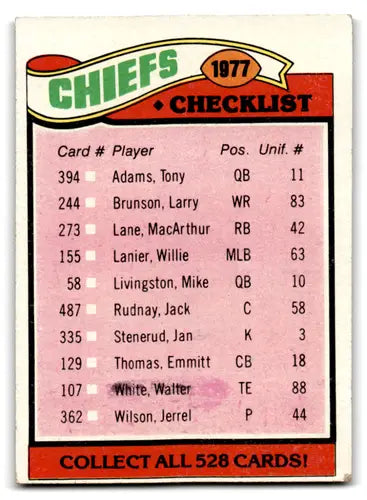 CHIEFS 1977
♦ CHECKLIST
Card # Player Pos. Unif. #
394 Adams, Tony QB 11
244 Brunson, Larry WR 83
273 Lane, MacArthur RB 42
155 Lanier, Willie MLB 63
58 Livingston, Mike QB 10
487 Rudnay, Jack C 58
335 Stenerud, Jan K 3
129 Thomas, Emmitt CB 18
107 White, Walter TE 88
362 Wilson, Jerrel P 44
COLLECT ALL 528 CARDS!